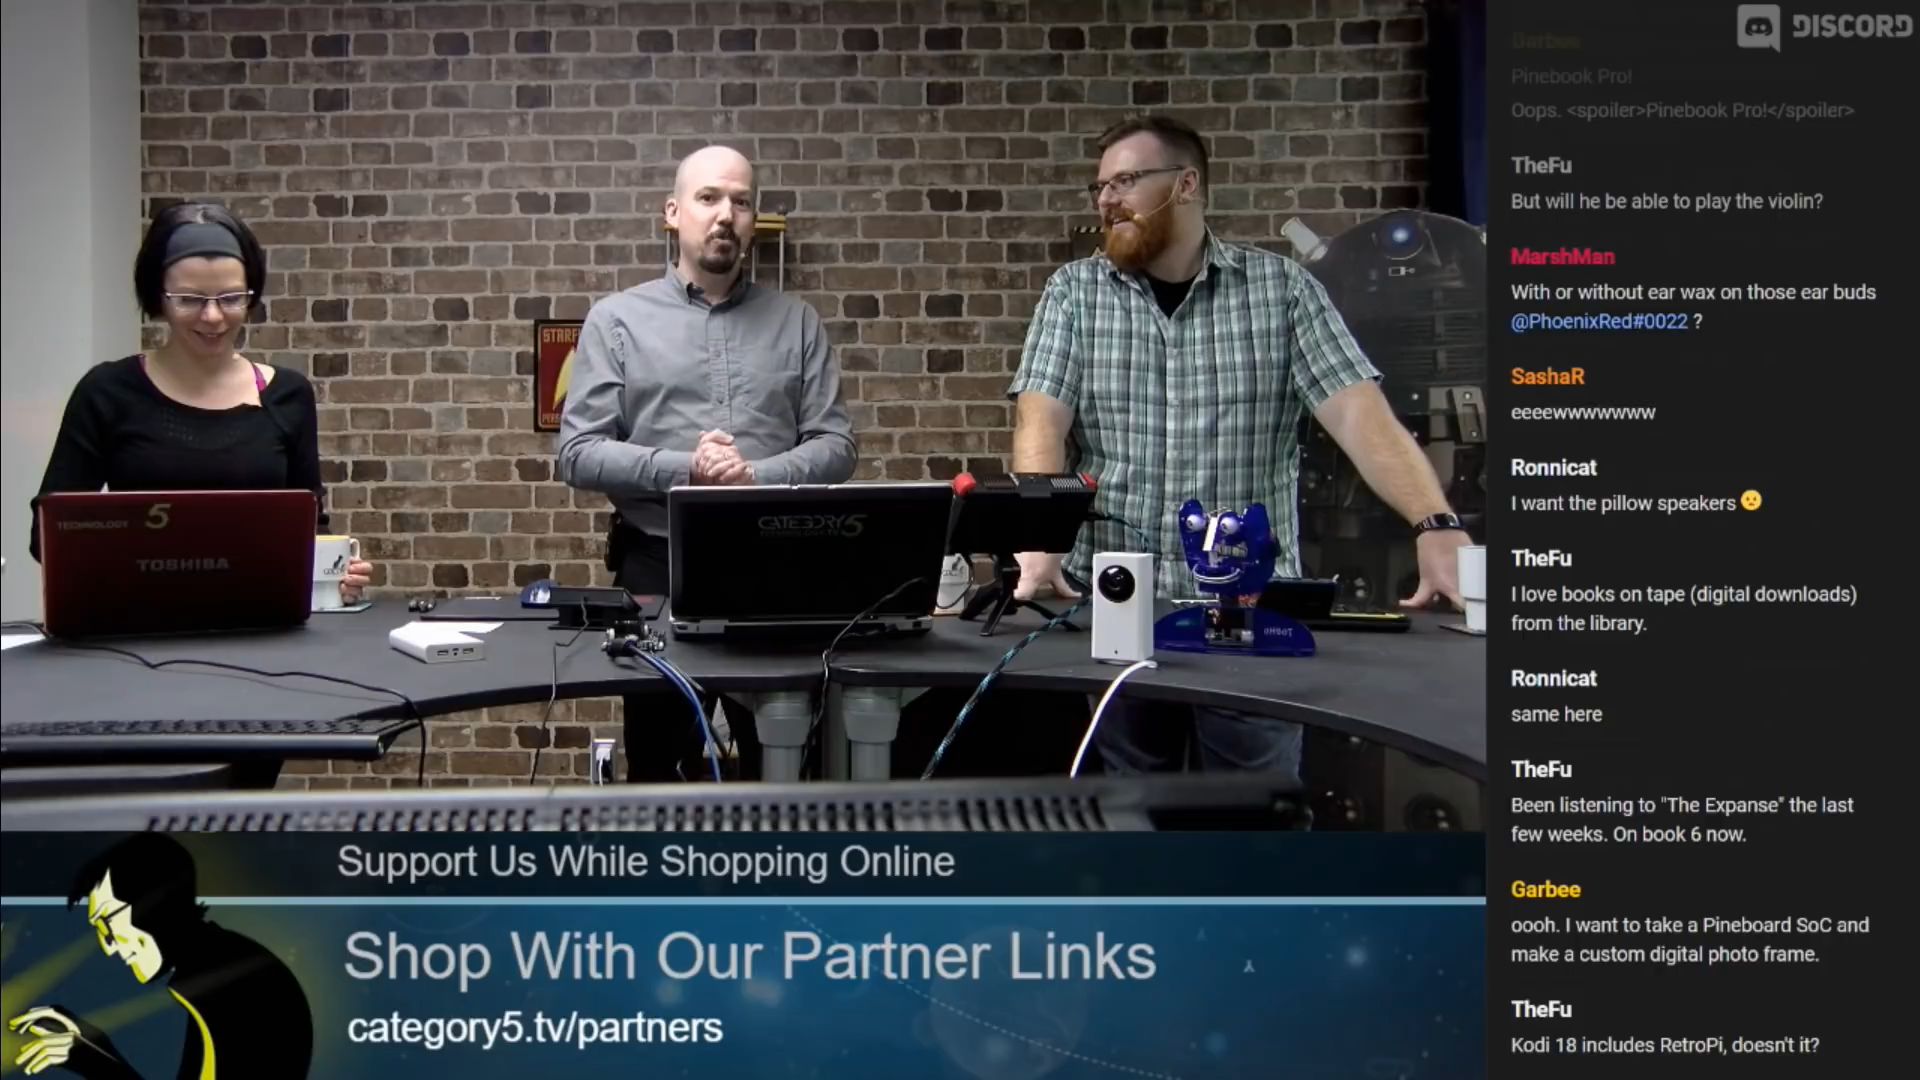 DISCORD
Garbee
Pinebook Pro!
Oops. <spoiler>Pinebook Pro!</spoiler>
TheFu
But will he be able to play the violin?
MarshMan
With or without ear wax on those ear buds
@PhoenixRed#0022 ?
SashaR
eeeewwwwwww
Ronnicat
I want the pillow speakers 😟
TheFu
I love books on tape (digital downloads)
from the library.
Ronnicat
same here
TheFu
Been listening to "The Expanse" the last
few weeks. On book 6 now.
Garbee
oooh. I want to take a Pineboard SoC and
make a custom digital photo frame.
TheFu
Kodi 18 includes RetroPi, doesn't it?
TECHNOLOGY 5
TOSHIBA
CATEGORY5
TECHNOLOGY.TV
Support Us While Shopping Online
Shop With Our Partner Links
category5.tv/partners